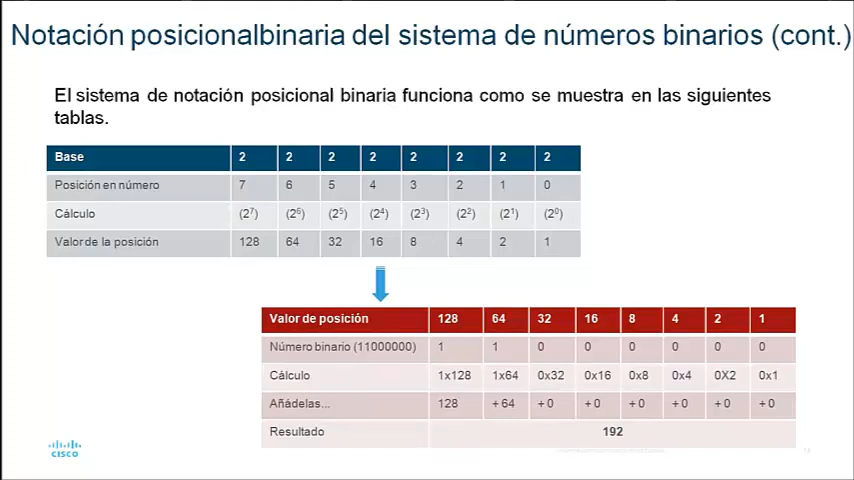 Notación posicionalbinaria del sistema de números binarios (cont.)
El sistema de notación posicional binaria funciona como se muestra en las siguientes
tablas.
Base 2 2 2 2 2 2 2 2
Posición en número 7 6 5 4 3 2 1 0
Cálculo (2⁷) (2⁶) (2⁵) (2⁴) (2³) (2²) (2¹) (2⁰)
Valor de la posición 128 64 32 16 8 4 2 1
Valor de posición 128 64 32 16 8 4 2 1
Número binario (11000000) 1 1 0 0 0 0 0 0
Cálculo 1x128 1x64 0x32 0x16 0x8 0x4 0X2 0x1
Añádelas... 128 + 64 + 0 + 0 + 0 + 0 + 0 + 0
Resultado 192
CISCO